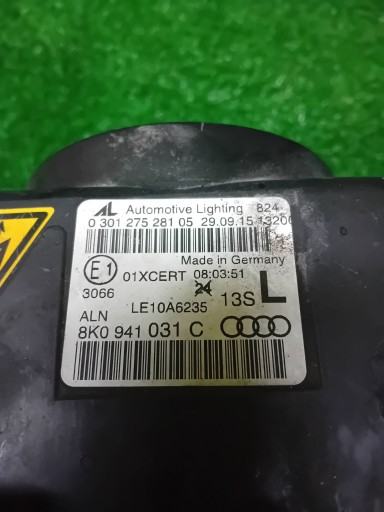 AL Automotive Lighting 824
0 301 275 281 05 29.09.15
Made in Germany
E1 01XCERT 08:03:51
3066 24
LE10A6235 13S L
ALN
8K0 941 031 C